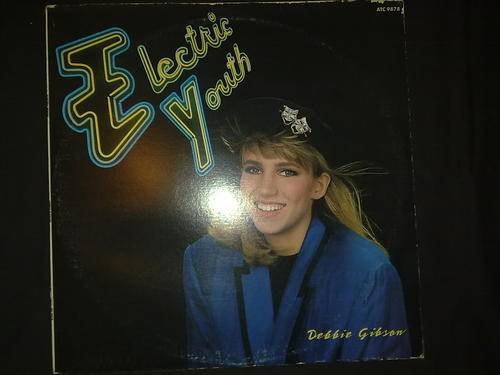 ATC 9878
Electric
Youth
Debbie Gibson